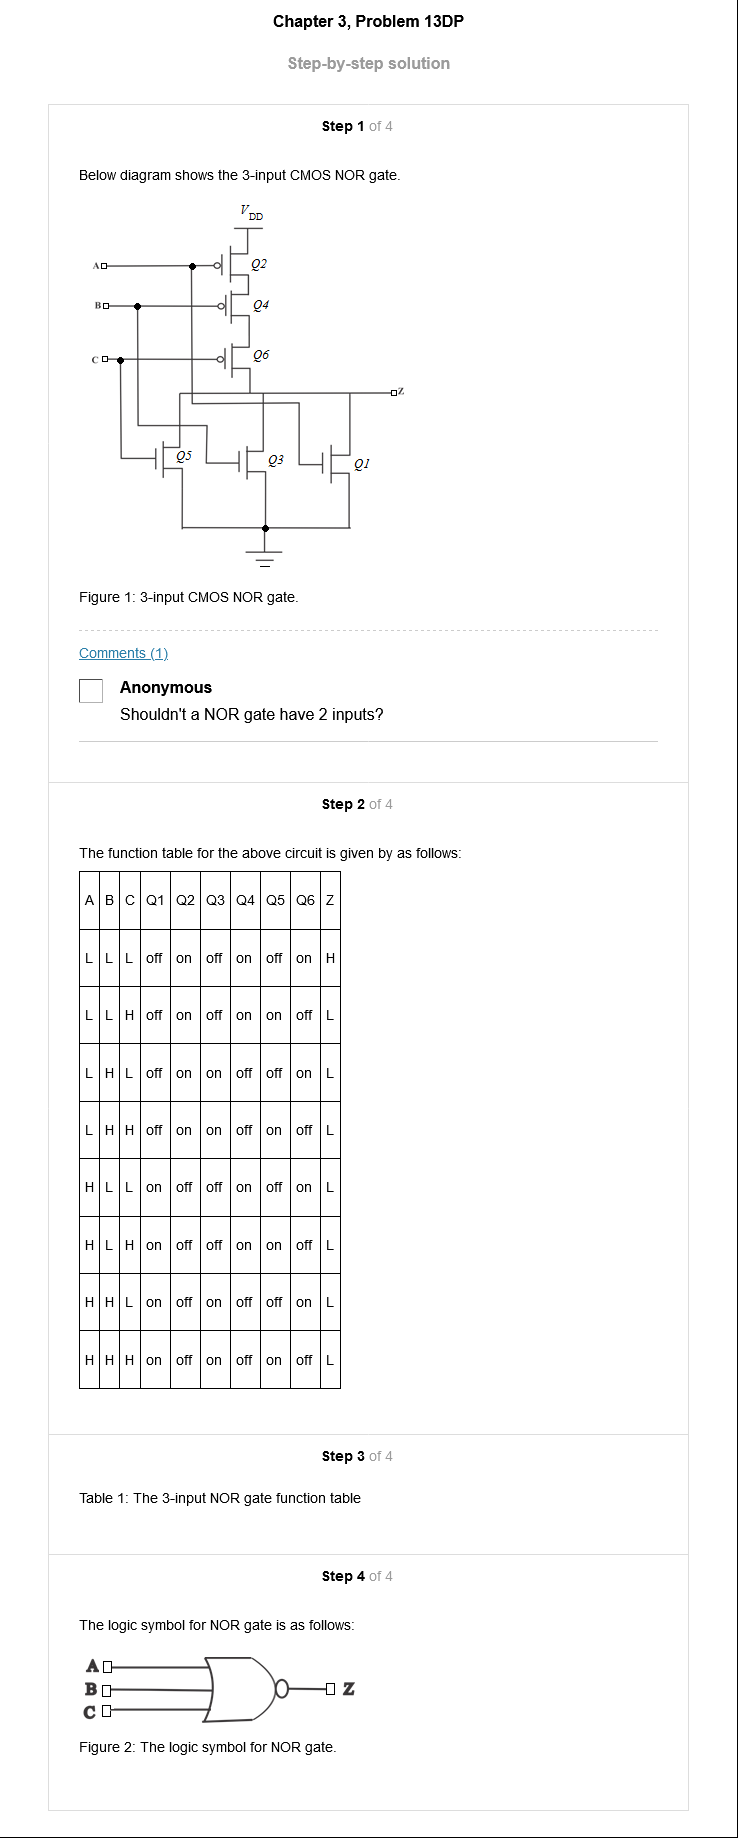 Chapter 3, Problem 13DP
Step-by-step solution
Step 1 of 4
Below diagram shows the 3-input CMOS NOR gate.
VDD
A
Q2
B
Q4
C
Q6
Z
Q5
Q3
Q1
Figure 1: 3-input CMOS NOR gate.
Comments (1)
Anonymous
Shouldn't a NOR gate have 2 inputs?
Step 2 of 4
The function table for the above circuit is given by as follows:
A B C Q1 Q2 Q3 Q4 Q5 Q6 Z
L L L off on off on off on H
L L H off on off on on off L
L H L off on on off off on L
L H H off on on off on off L
H L L on off off on off on L
H L H on off off on on off L
H H L on off on off off on L
H H H on off on off on off L
Step 3 of 4
Table 1: The 3-input NOR gate function table
Step 4 of 4
The logic symbol for NOR gate is as follows:
A
B
Z
C
Figure 2: The logic symbol for NOR gate.